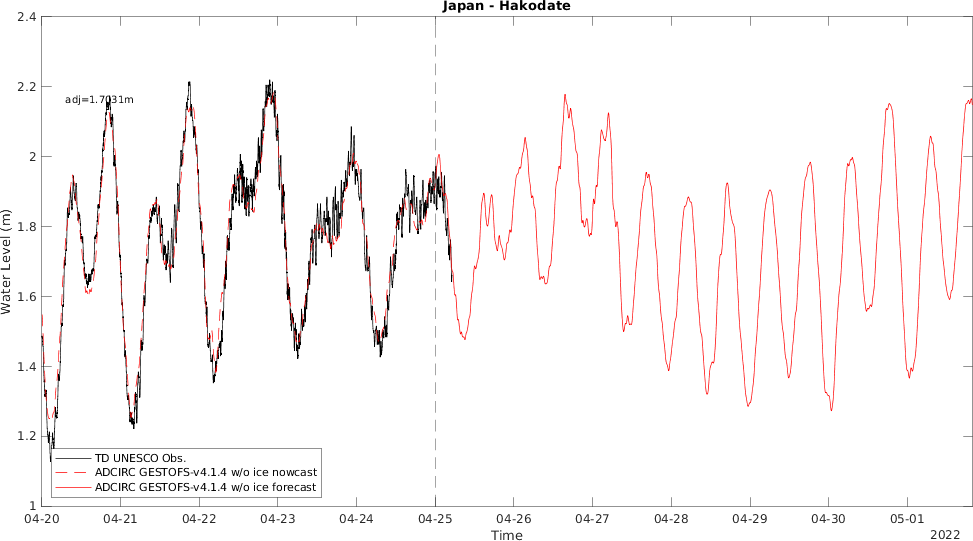 Japan - Hakodate
2.4
2.2
2
1.8
1.6
1.4
1.2
1
Water Level (m)
adj=1.7031m
TD UNESCO Obs.
ADCIRC GESTOFS-v4.1.4 w/o ice nowcast
ADCIRC GESTOFS-v4.1.4 w/o ice forecast
04-20 04-21 04-22 04-23 04-24 04-25 04-26 04-27 04-28 04-29 04-30 05-01
Time
2022